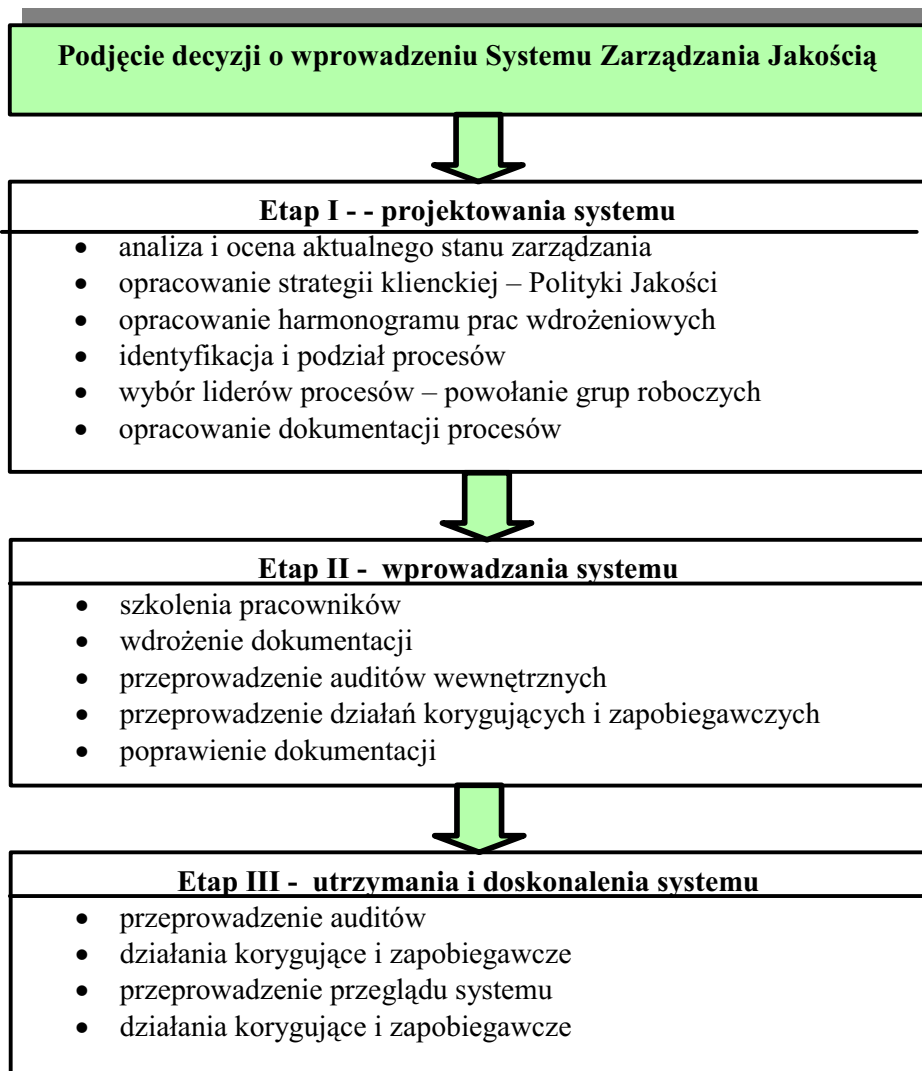 Podjęcie decyzji o wprowadzeniu Systemu Zarządzania Jakością
Etap I - - projektowania systemu
• analiza i ocena aktualnego stanu zarządzania
• opracowanie strategii klienckiej – Polityki Jakości
• opracowanie harmonogramu prac wdrożeniowych
• identyfikacja i podział procesów
• wybór liderów procesów – powołanie grup roboczych
• opracowanie dokumentacji procesów
Etap II - wprowadzania systemu
• szkolenia pracowników
• wdrożenie dokumentacji
• przeprowadzenie auditów wewnętrznych
• przeprowadzenie działań korygujących i zapobiegawczych
• poprawienie dokumentacji
Etap III - utrzymania i doskonalenia systemu
• przeprowadzenie auditów
• działania korygujące i zapobiegawcze
• przeprowadzenie przeglądu systemu
• działania korygujące i zapobiegawcze